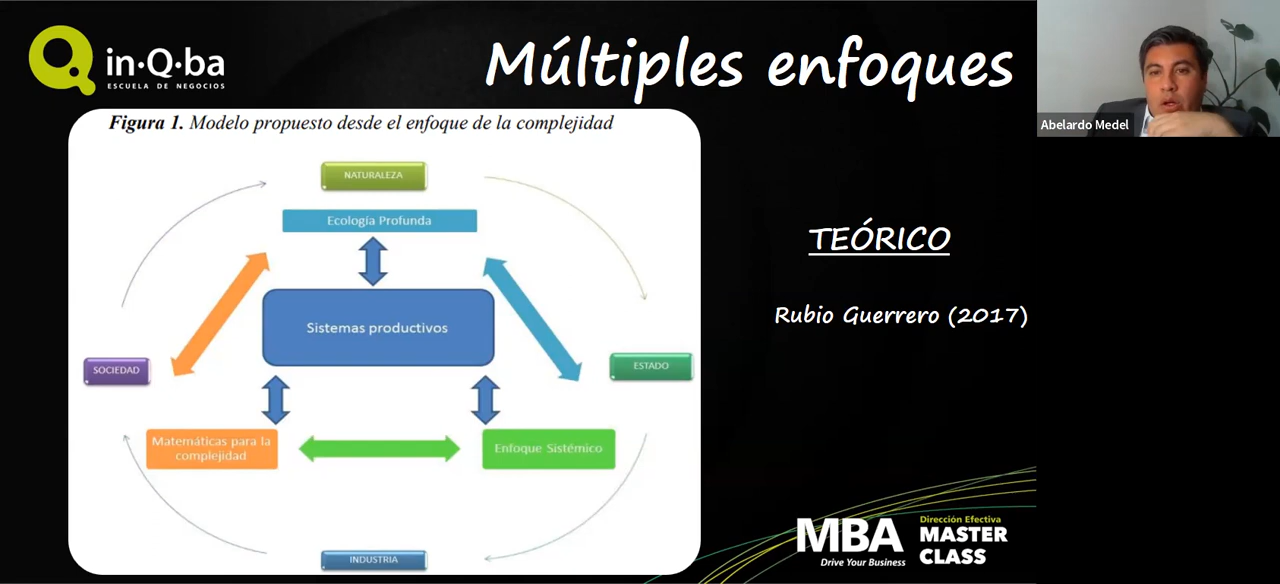 in·Q·ba
ESCUELA DE NEGOCIOS
Múltiples enfoques
Abelardo Medel
Figura 1. Modelo propuesto desde el enfoque de la complejidad
NATURALEZA
Ecología Profunda
Sistemas productivos
SOCIEDAD
ESTADO
Matemáticas para la
complejidad
Enfoque Sistémico
INDUSTRIA
TEÓRICO
Rubio Guerrero (2017)
MBA
Drive Your Business
Dirección Efectiva
MASTER
CLASS